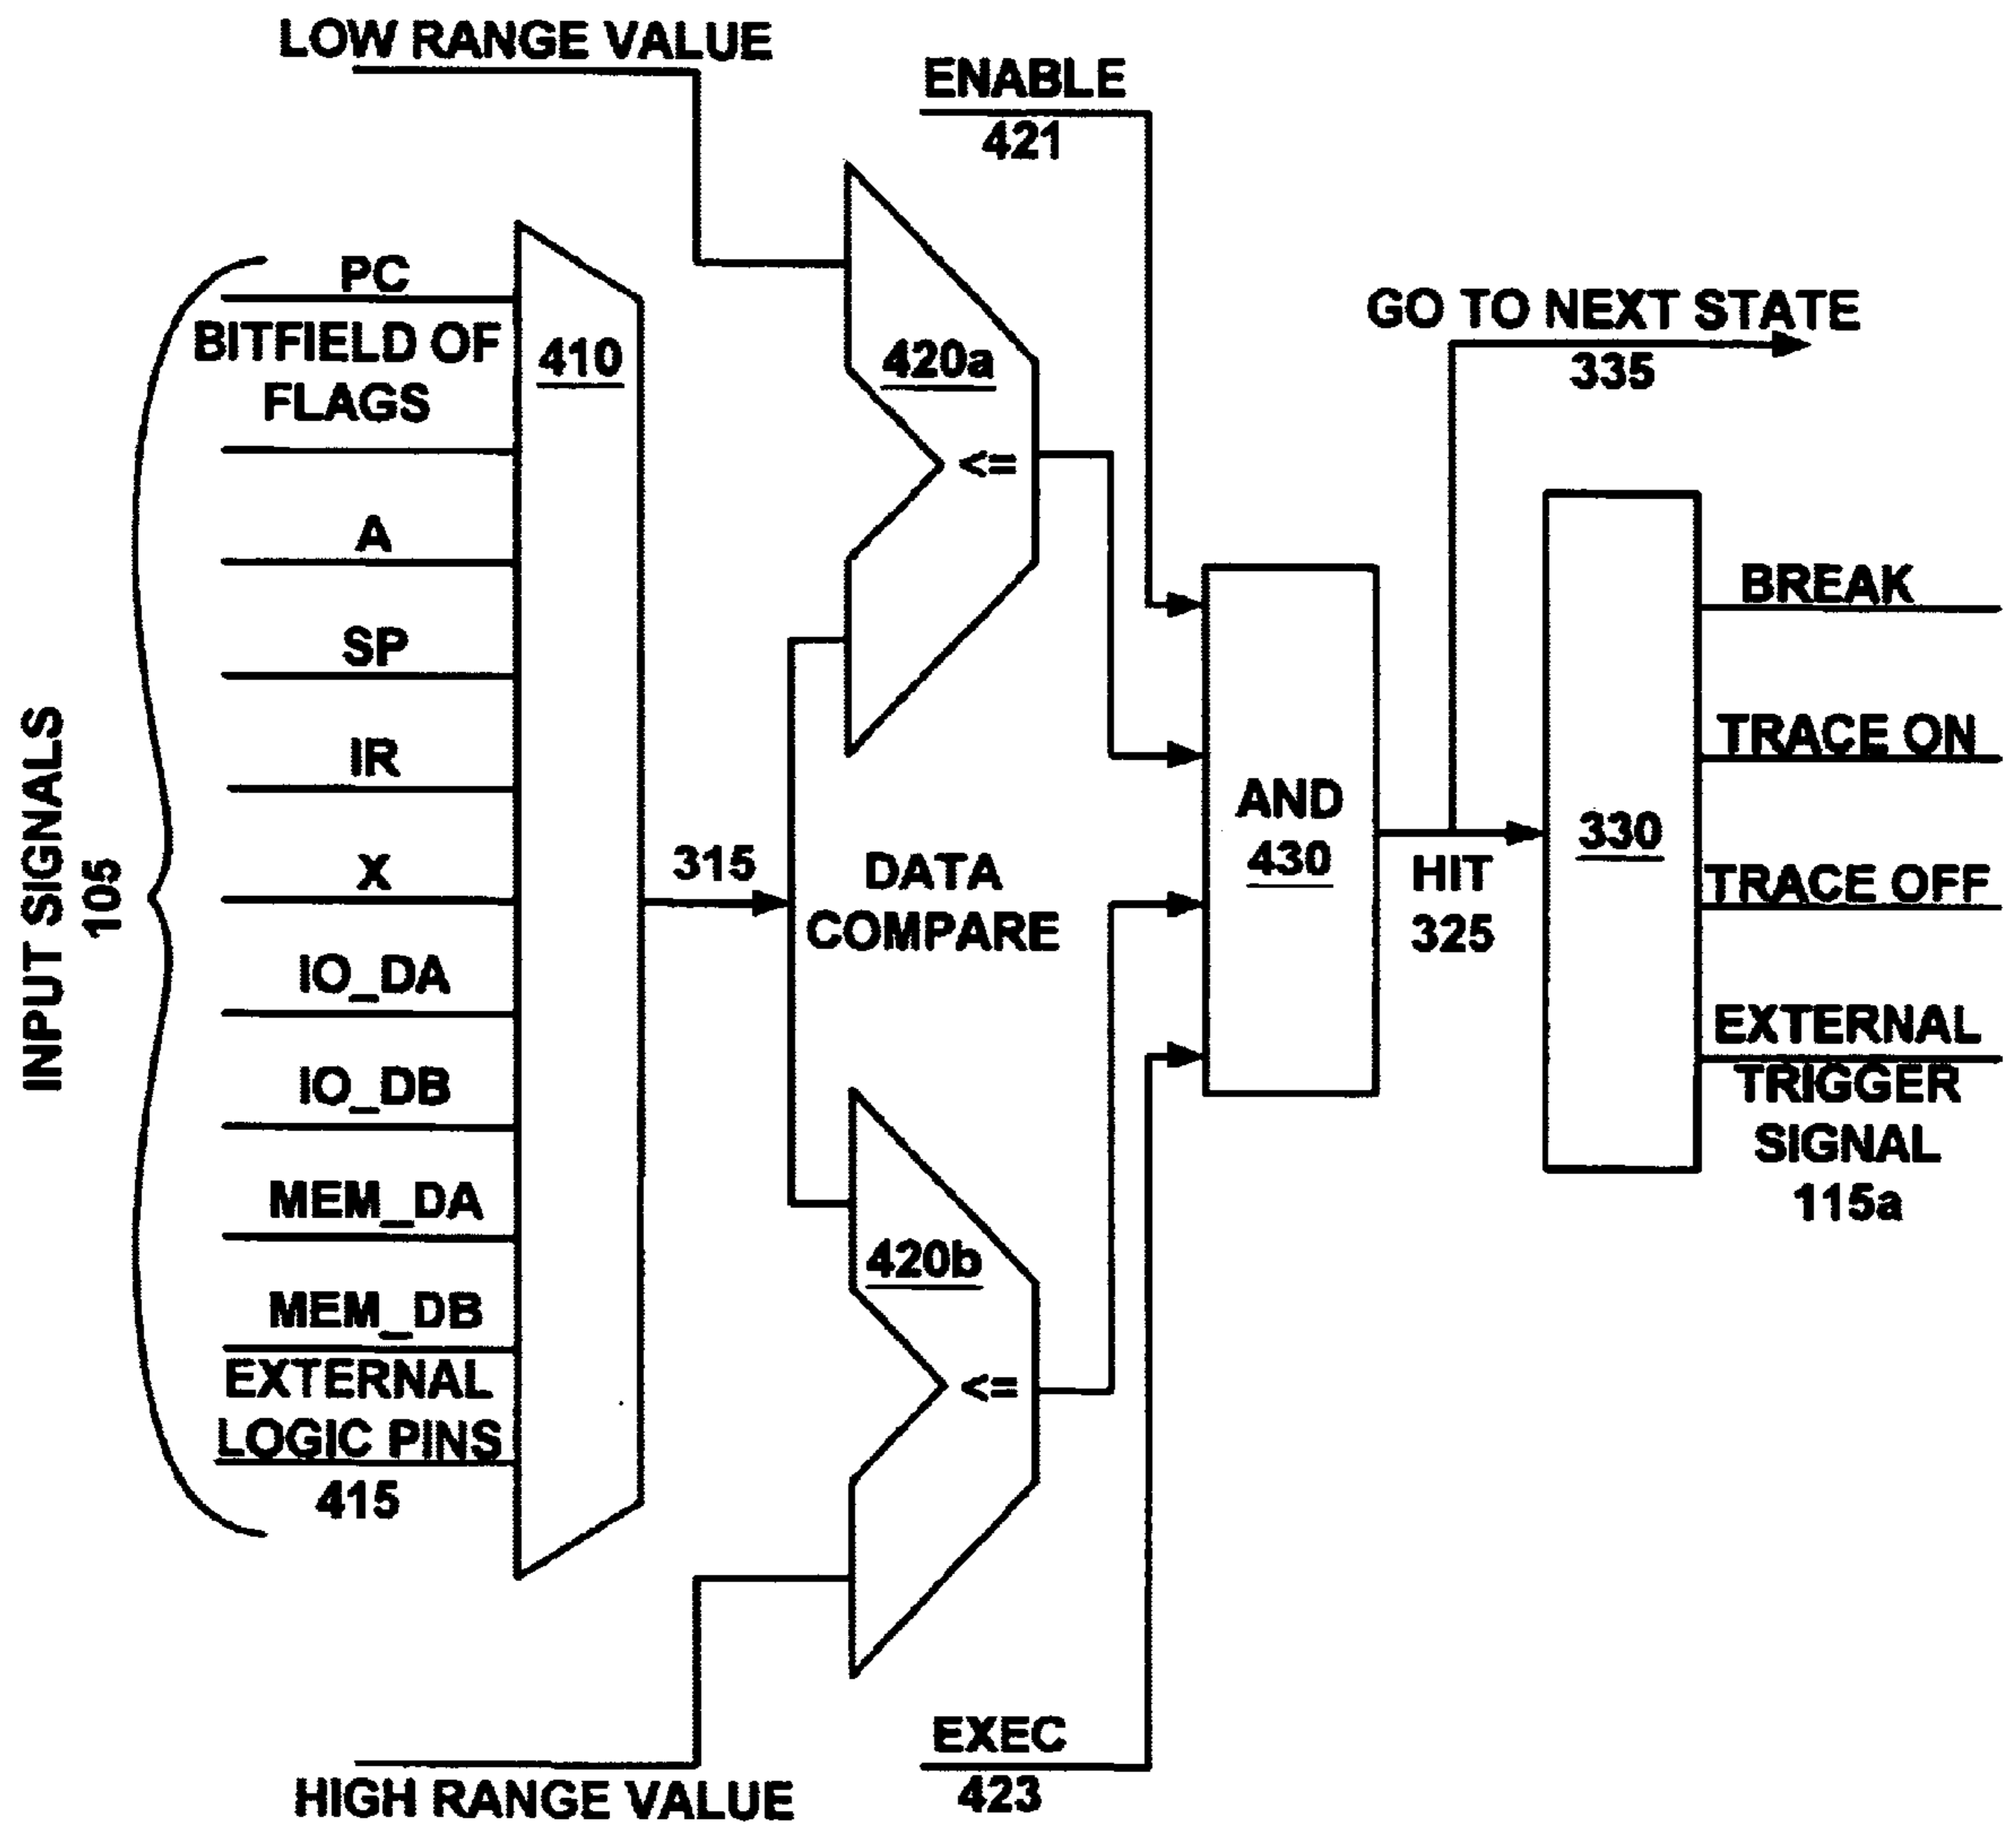 LOW RANGE VALUE
ENABLE
421
PC
BITFIELD OF
FLAGS
A
SP
IR
X
IO_DA
IO_DB
MEM_DA
MEM_DB
EXTERNAL
LOGIC PINS
415
INPUT SIGNALS
105
410
315
420a
<=
DATA
COMPARE
420b
<=
HIGH RANGE VALUE
EXEC
423
AND
430
HIT
325
GO TO NEXT STATE
335
330
BREAK
TRACE ON
TRACE OFF
EXTERNAL
TRIGGER
SIGNAL
115a